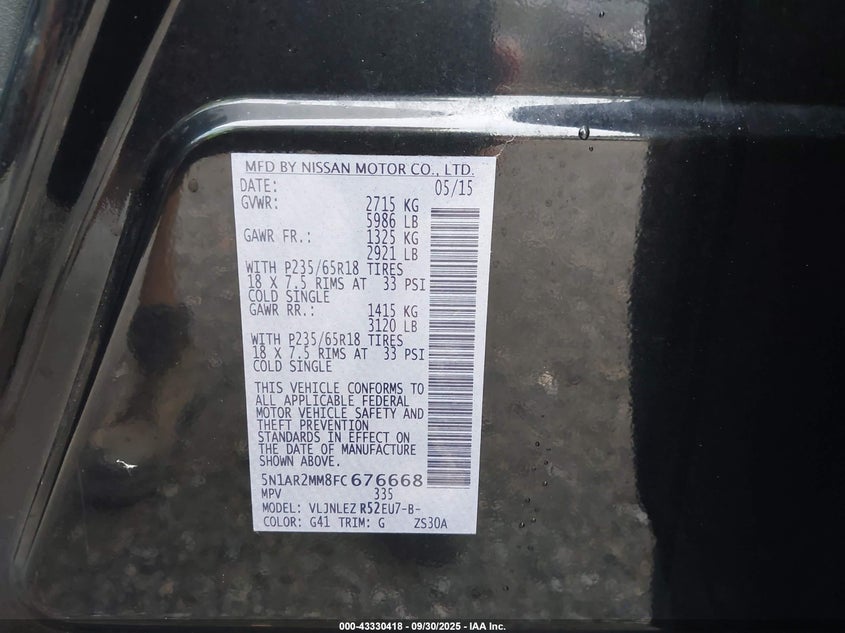 MFD BY NISSAN MOTOR CO., LTD.
DATE: 05/15
GVWR: 2715 KG
5986 LB
GAWR FR.: 1325 KG
2921 LB
WITH P235/65R18 TIRES
18 X 7.5 RIMS AT 33 PSI
COLD SINGLE
GAWR RR.: 1415 KG
3120 LB
WITH P235/65R18 TIRES
18 X 7.5 RIMS AT 33 PSI
COLD SINGLE
THIS VEHICLE CONFORMS TO
ALL APPLICABLE FEDERAL
MOTOR VEHICLE SAFETY AND
THEFT PREVENTION
STANDARDS IN EFFECT ON
THE DATE OF MANUFACTURE
SHOWN ABOVE.
5N1AR2MM8FC676668
MPV 335
MODEL: VLJNLEZ R52EU7-B-
COLOR: G41 TRIM: G ZS30A
000-43330418 - 09/30/2025 - IAA Inc.